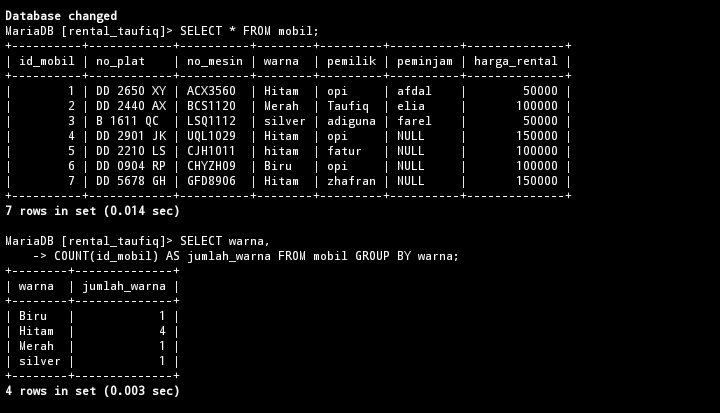 Database changed
MariaDB [rental_taufiq]> SELECT * FROM mobil;
+----------+------------+----------+--------+---------+----------+--------------+
| id_mobil | no_plat    | no_mesin | warna  | pemilik | peminjam | harga_rental |
+----------+------------+----------+--------+---------+----------+--------------+
|        1 | DD 2650 XY | ACX3560  | Hitam  | opi     | afdal    |        50000 |
|        2 | DD 2440 AX | BCS1120  | Merah  | Taufiq  | elia     |       100000 |
|        3 | B 1611 QC  | LSQ1112  | silver | adiguna | farel    |        50000 |
|        4 | DD 2901 JK | UQL1029  | Hitam  | opi     | NULL     |       150000 |
|        5 | DD 2210 LS | CJH1011  | hitam  | fatur   | NULL     |       100000 |
|        6 | DD 0904 RP | CHYZH09  | Biru   | opi     | NULL     |       100000 |
|        7 | DD 5678 GH | GFD8906  | Hitam  | zhafran | NULL     |       150000 |
+----------+------------+----------+--------+---------+----------+--------------+
7 rows in set (0.014 sec)
MariaDB [rental_taufiq]> SELECT warna,
    -> COUNT(id_mobil) AS jumlah_warna FROM mobil GROUP BY warna;
+--------+--------------+
| warna  | jumlah_warna |
+--------+--------------+
| Biru   |            1 |
| Hitam  |            4 |
| Merah  |            1 |
| silver |            1 |
+--------+--------------+
4 rows in set (0.003 sec)